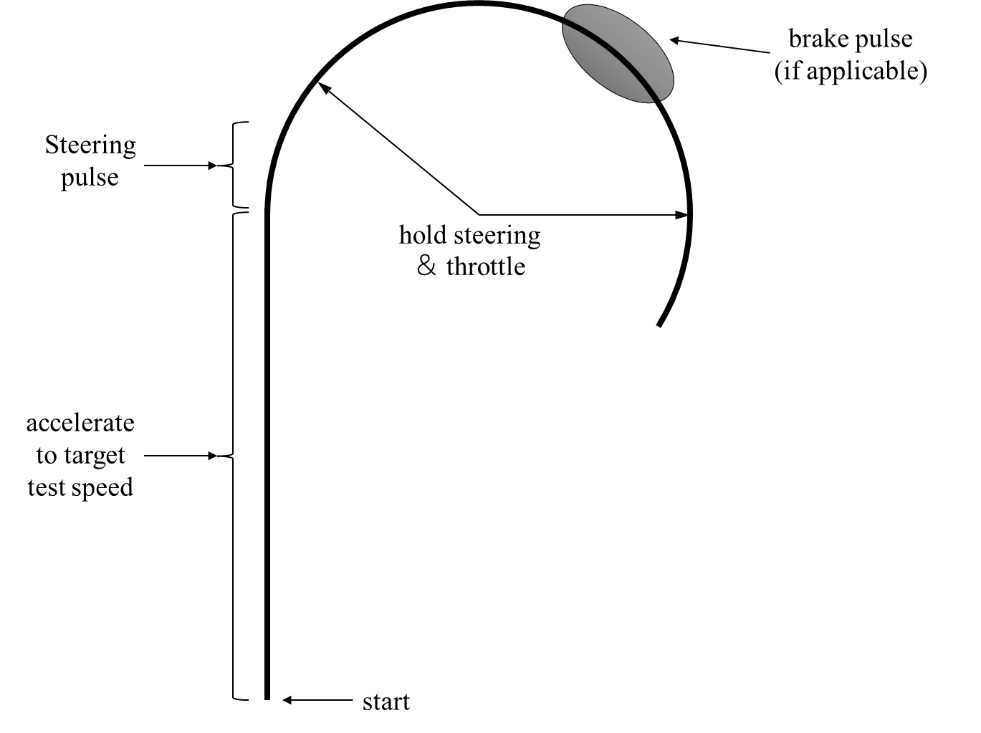 brake pulse
(if applicable)
Steering
pulse
hold steering
& throttle
accelerate
to target
test speed
start